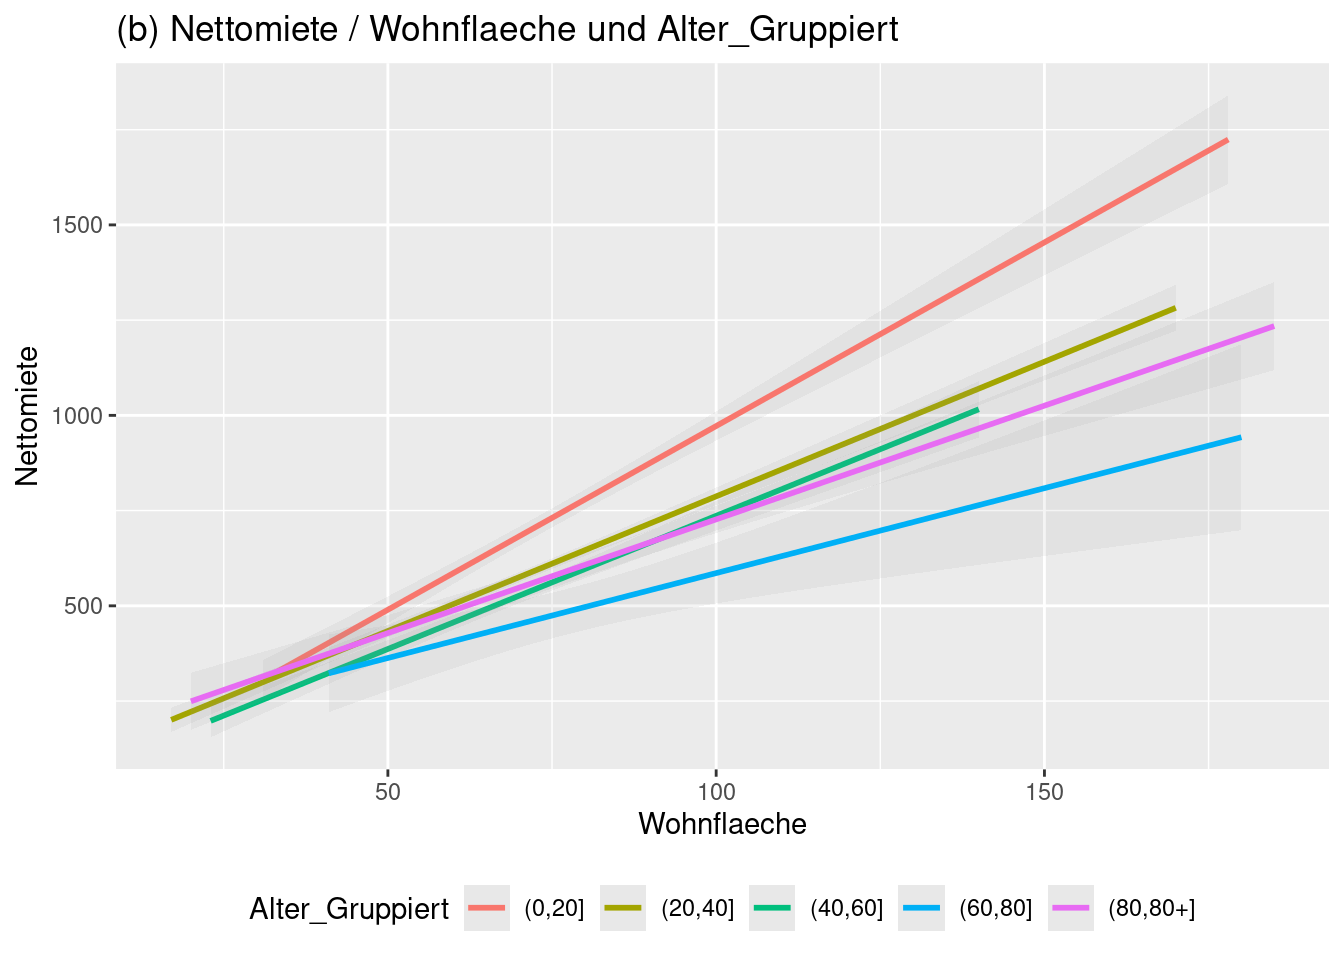 (b) Nettomiete / Wohnflaeche und Alter_Gruppiert
Nettomiete
1500
1000
500
50 100 150
Wohnflaeche
Alter_Gruppiert (0,20] (20,40] (40,60] (60,80] (80,80+]